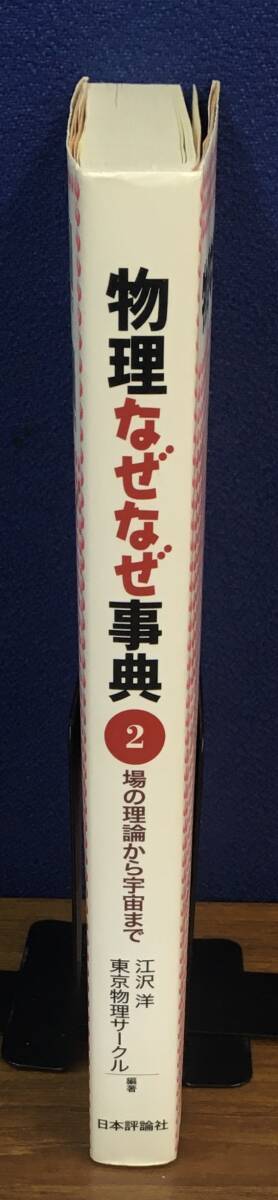 物理なぜなぜ事典
2
場の理論から宇宙まで
江沢 洋
東京物理サークル
編著
日本評論社